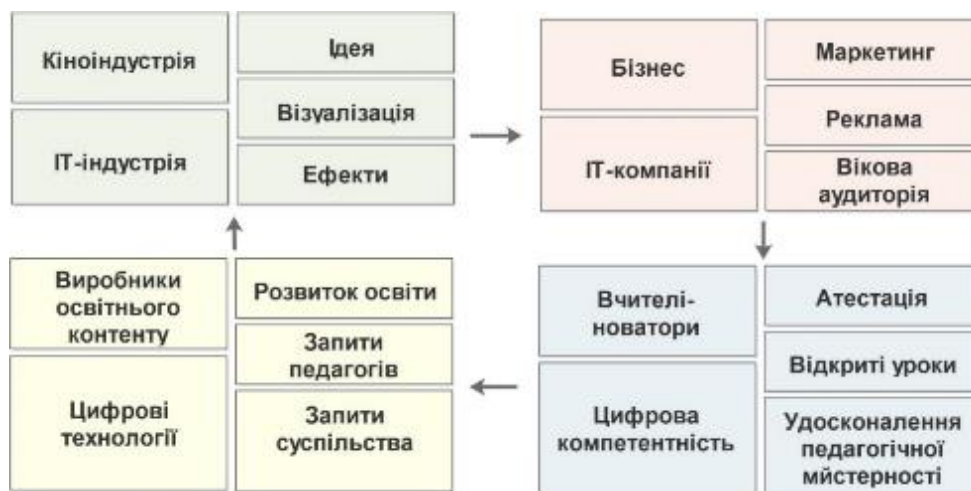 Кіноіндустрія
ІТ-індустрія
Ідея
Візуалізація
Ефекти
Бізнес
ІТ-компанії
Маркетинг
Реклама
Вікова
аудиторія
Виробники
освітнього
контенту
Цифрові
технології
Розвиток освіти
Запити
педагогів
Запити
суспільства
Вчителі-
новатори
Цифрова
компетентність
Атестація
Відкриті уроки
Удосконалення
педагогічної
мйстерності